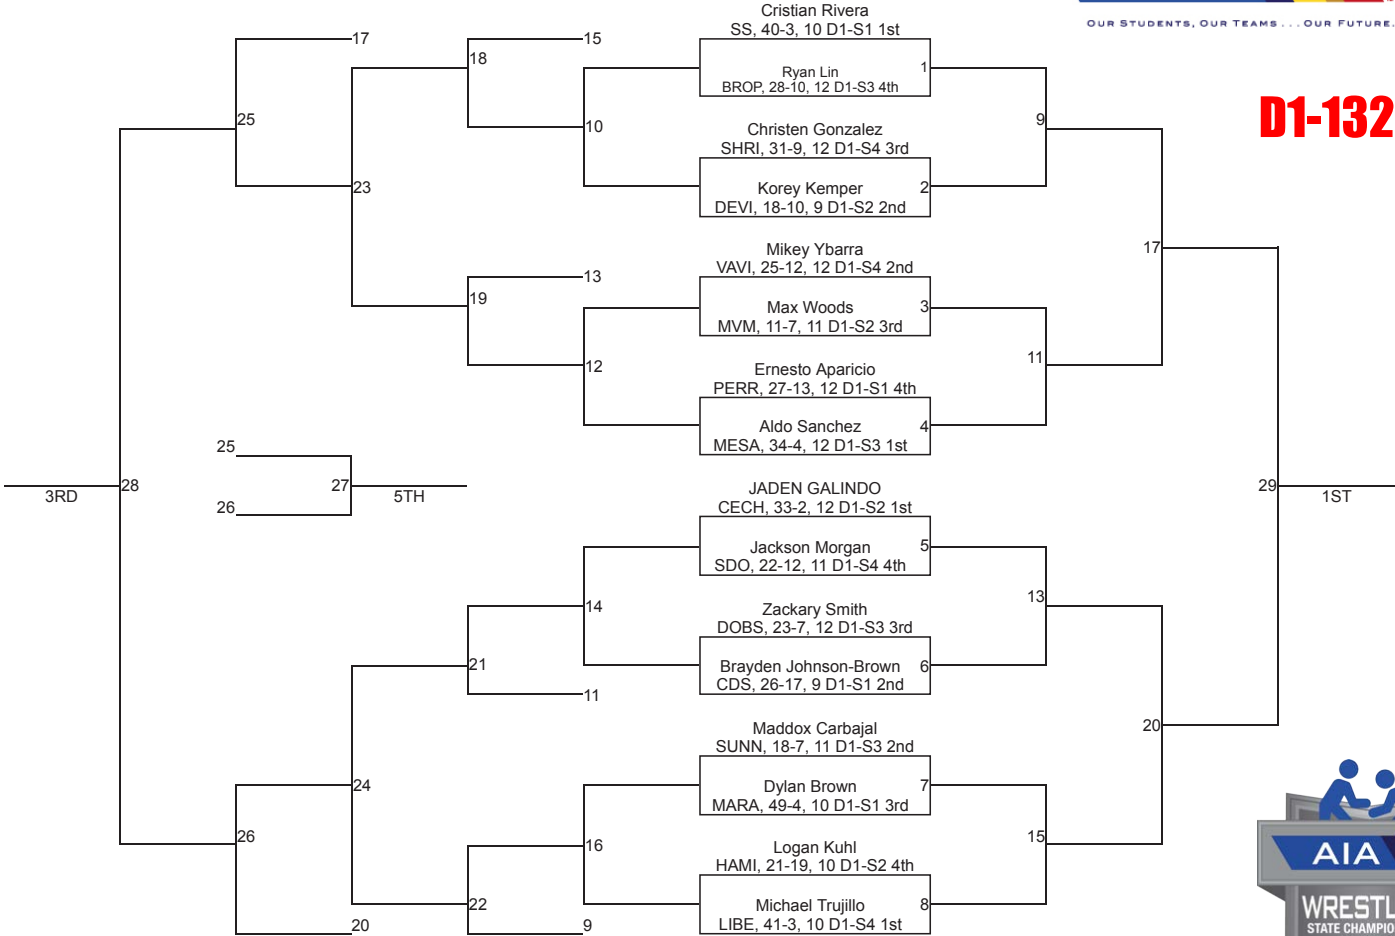 OUR STUDENTS, OUR TEAMS . . . OUR FUTURE.
D1-132
Cristian Rivera
SS, 40-3, 10 D1-S1 1st
Ryan Lin
BROP, 28-10, 12 D1-S3 4th
1
Christen Gonzalez
SHRI, 31-9, 12 D1-S4 3rd
Korey Kemper
DEVI, 18-10, 9 D1-S2 2nd
2
Mikey Ybarra
VAVI, 25-12, 12 D1-S4 2nd
Max Woods
MVM, 11-7, 11 D1-S2 3rd
3
Ernesto Aparicio
PERR, 27-13, 12 D1-S1 4th
Aldo Sanchez
MESA, 34-4, 12 D1-S3 1st
4
JADEN GALINDO
CECH, 33-2, 12 D1-S2 1st
Jackson Morgan
SDO, 22-12, 11 D1-S4 4th
5
Zackary Smith
DOBS, 23-7, 12 D1-S3 3rd
Brayden Johnson-Brown
CDS, 26-17, 9 D1-S1 2nd
6
Maddox Carbajal
SUNN, 18-7, 11 D1-S3 2nd
Dylan Brown
MARA, 49-4, 10 D1-S1 3rd
7
Logan Kuhl
HAMI, 21-19, 10 D1-S2 4th
Michael Trujillo
LIBE, 41-3, 10 D1-S4 1st
8
9
11
13
15
17
20
29
1ST
15
10
13
12
14
11
16
9
18
19
21
22
17
23
24
20
25
26
25
26
27
5TH
28
3RD
AIA
WRESTL
STATE CHAMPIO